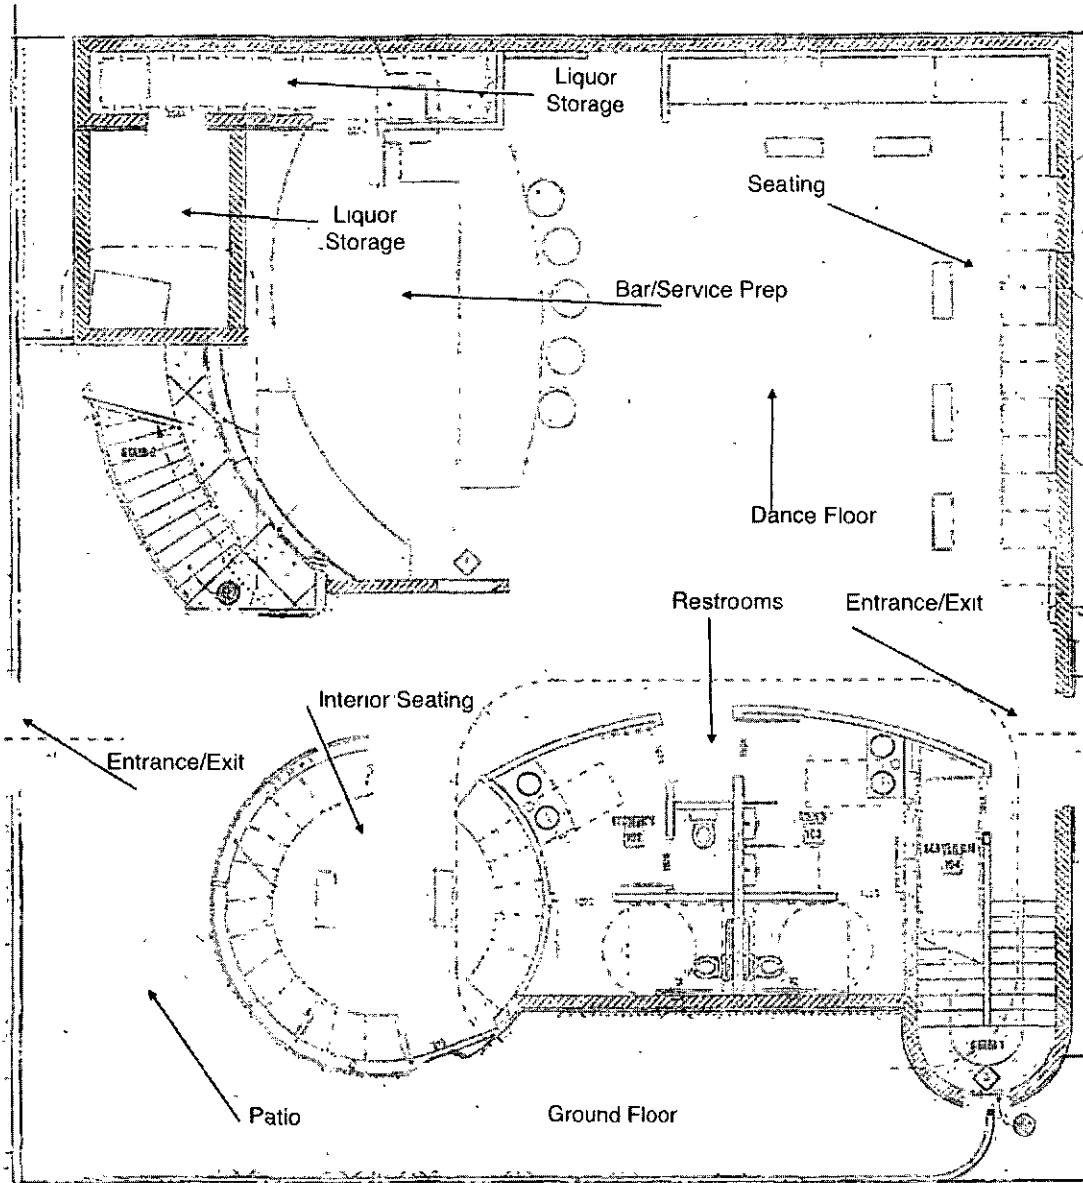 Liquor
Storage
Seating
Liquor
Storage
Bar/Service Prep
Dance Floor
Restrooms
Entrance/Exit
Interior Seating
Entrance/Exit
Patio
Ground Floor